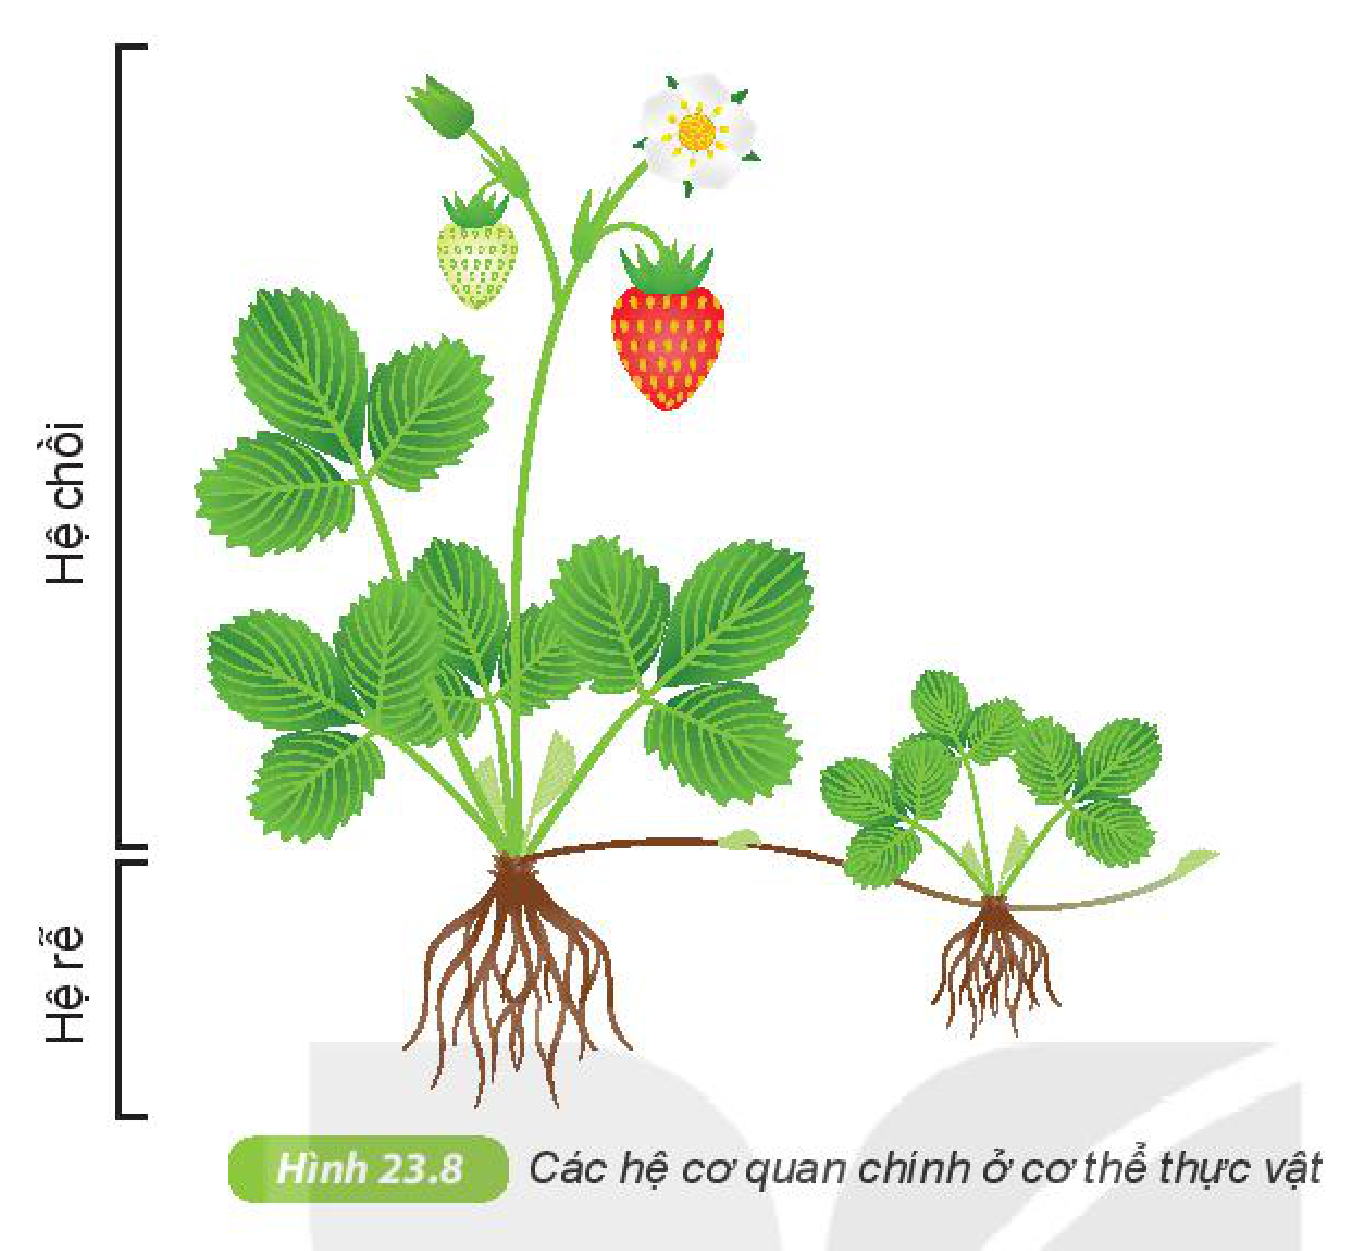 Hệ chồi
Hệ rễ
Hình 23.8 Các hệ cơ quan chính ở cơ thể thực vật